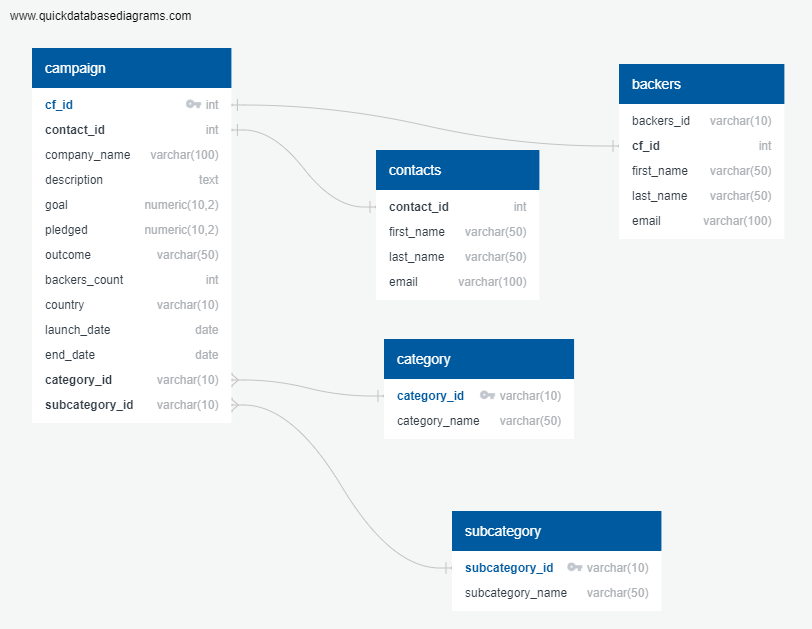 www.quickdatabasediagrams.com
campaign
cf_id int
contact_id int
company_name varchar(100)
description text
goal numeric(10,2)
pledged numeric(10,2)
outcome varchar(50)
backers_count int
country varchar(10)
launch_date date
end_date date
category_id varchar(10)
subcategory_id varchar(10)
backers
backers_id varchar(10)
cf_id int
first_name varchar(50)
last_name varchar(50)
email varchar(100)
contacts
contact_id int
first_name varchar(50)
last_name varchar(50)
email varchar(100)
category
category_id varchar(10)
category_name varchar(50)
subcategory
subcategory_id varchar(10)
subcategory_name varchar(50)